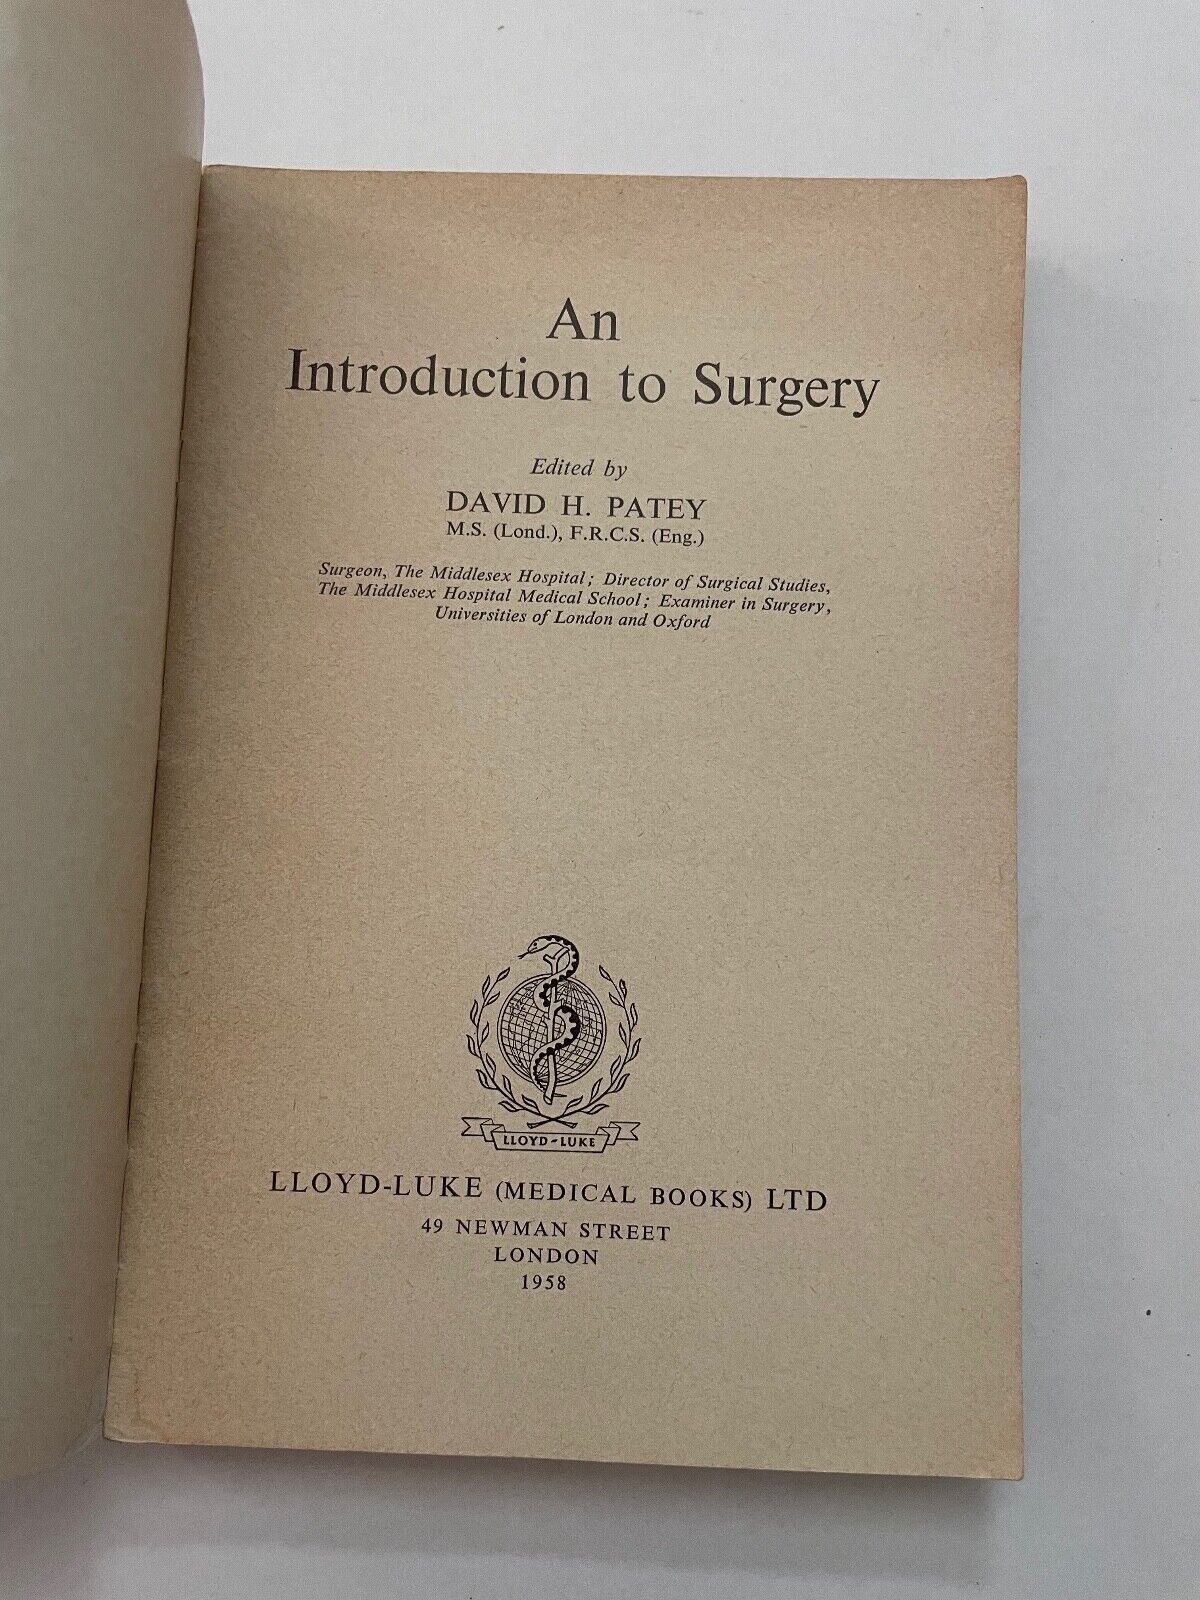 An
Introduction to Surgery
Edited by
DAVID H. PATEY
M.S. (Lond.), F.R.C.S. (Eng.)
Surgeon, The Middlesex Hospital; Director of Surgical Studies,
The Middlesex Hospital Medical School; Examiner in Surgery,
Universities of London and Oxford
LLOYD-LUKE
LLOYD-LUKE (MEDICAL BOOKS) LTD
49 NEWMAN STREET
LONDON
1958